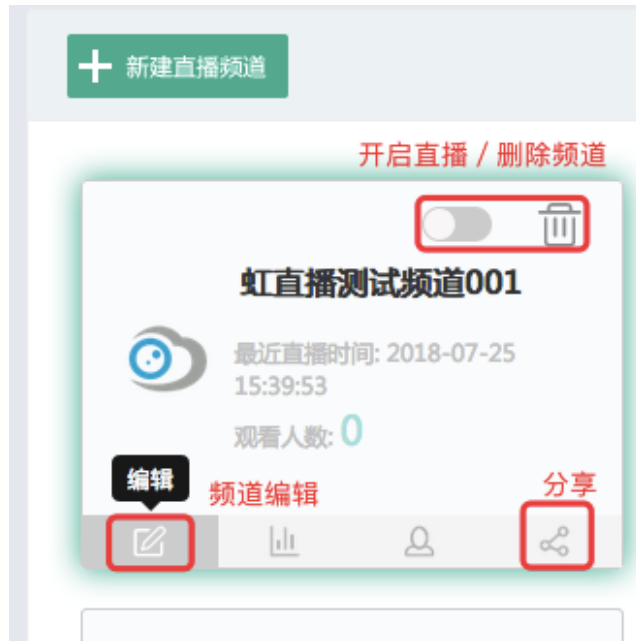 新建直播频道
开启直播 / 删除频道
虹直播测试频道001
最近直播时间: 2018-07-25
15:39:53
观看人数: 0
编辑
频道编辑
分享